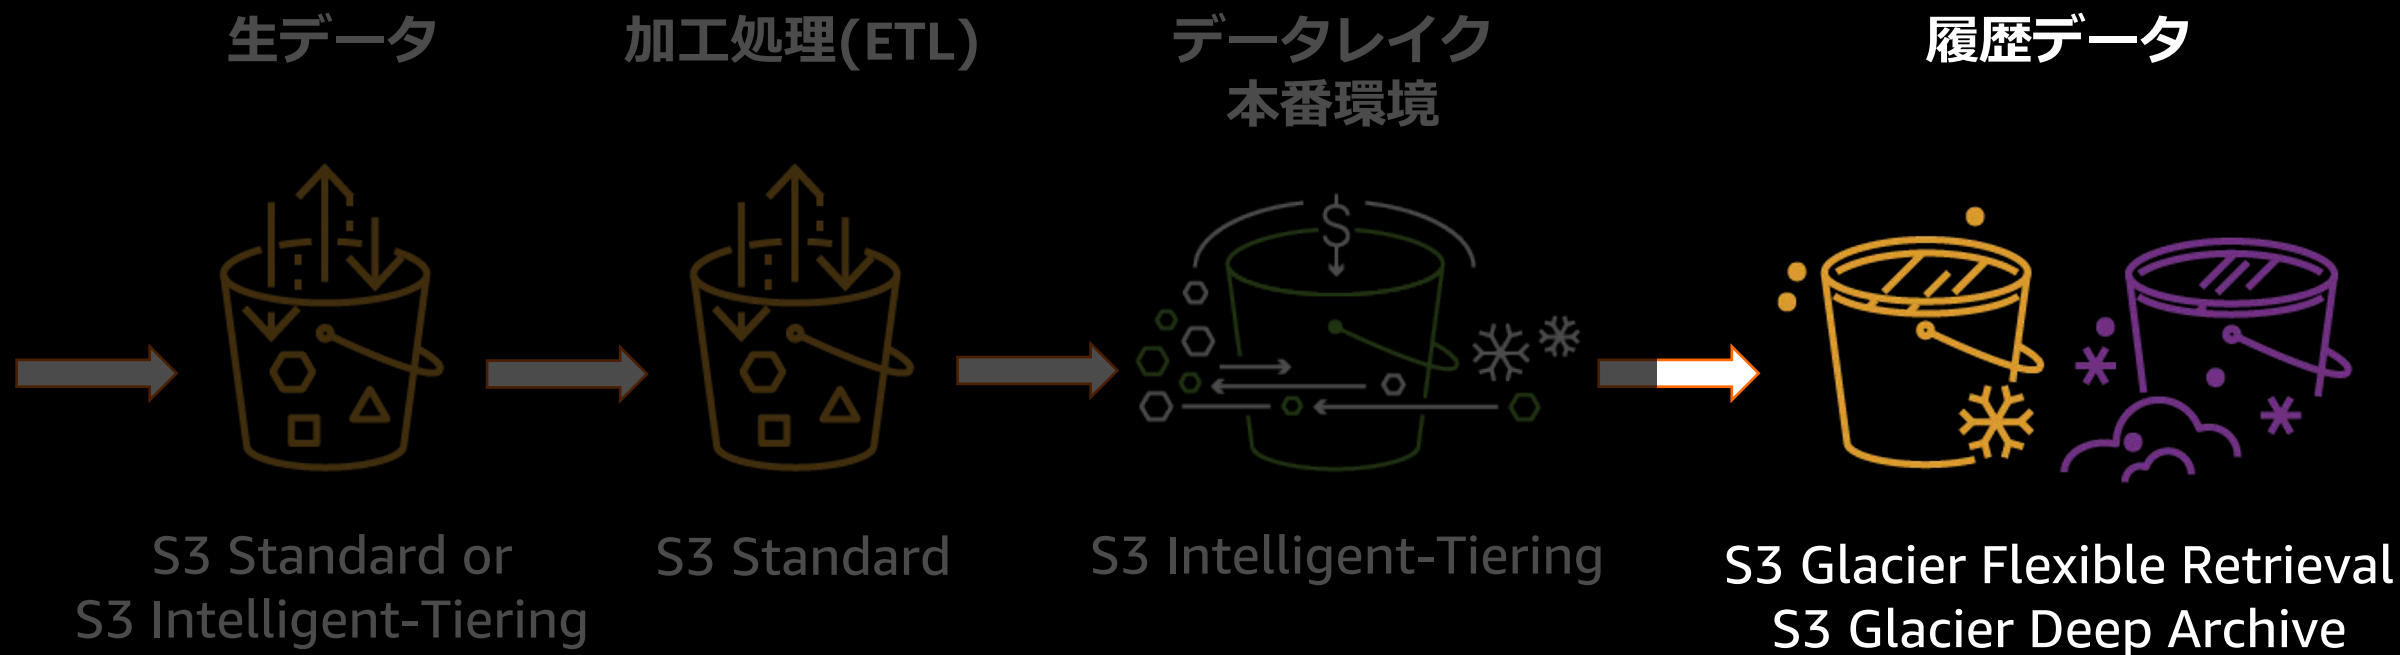 生データ
加工処理(ETL)
データレイク
本番環境
履歴データ
$
S3 Standard or
S3 Intelligent-Tiering
S3 Standard
S3 Intelligent-Tiering
S3 Glacier Flexible Retrieval
S3 Glacier Deep Archive